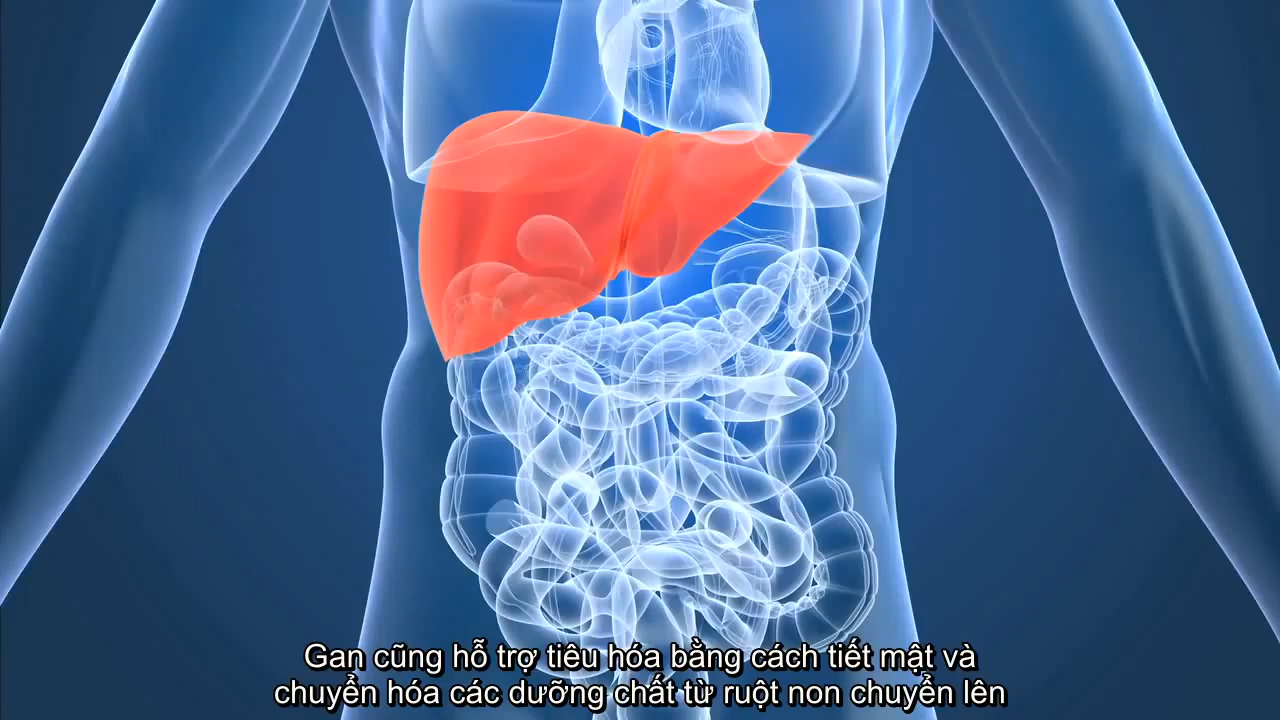 Gan cũng hỗ trợ tiêu hóa bằng cách tiết mật và
chuyển hóa các dưỡng chất từ ruột non chuyển lên